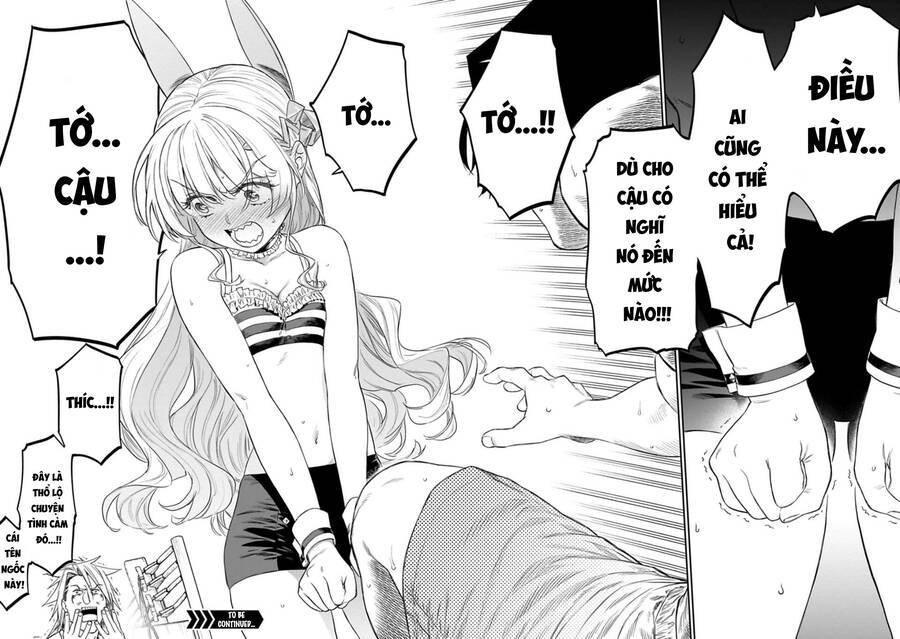 ĐIỀU
NÀY...
AI
CŨNG
CÓ THỂ
HIỂU
CẢ!
DÙ CHO
CẬU CÓ
NGHĨ
NÓ ĐẾN
MỨC
NÀO!!!
TỚ...!!
TỚ...
TỚ...
CẬU
...!
THÍC...!!
ĐÂY LÀ
THỔ LỘ
CHUYỆN
TÌNH CẢM
ĐÓ...!!
CÁI
TÊN
NGỐC
NÀY!
TO BE
CONTINUED...